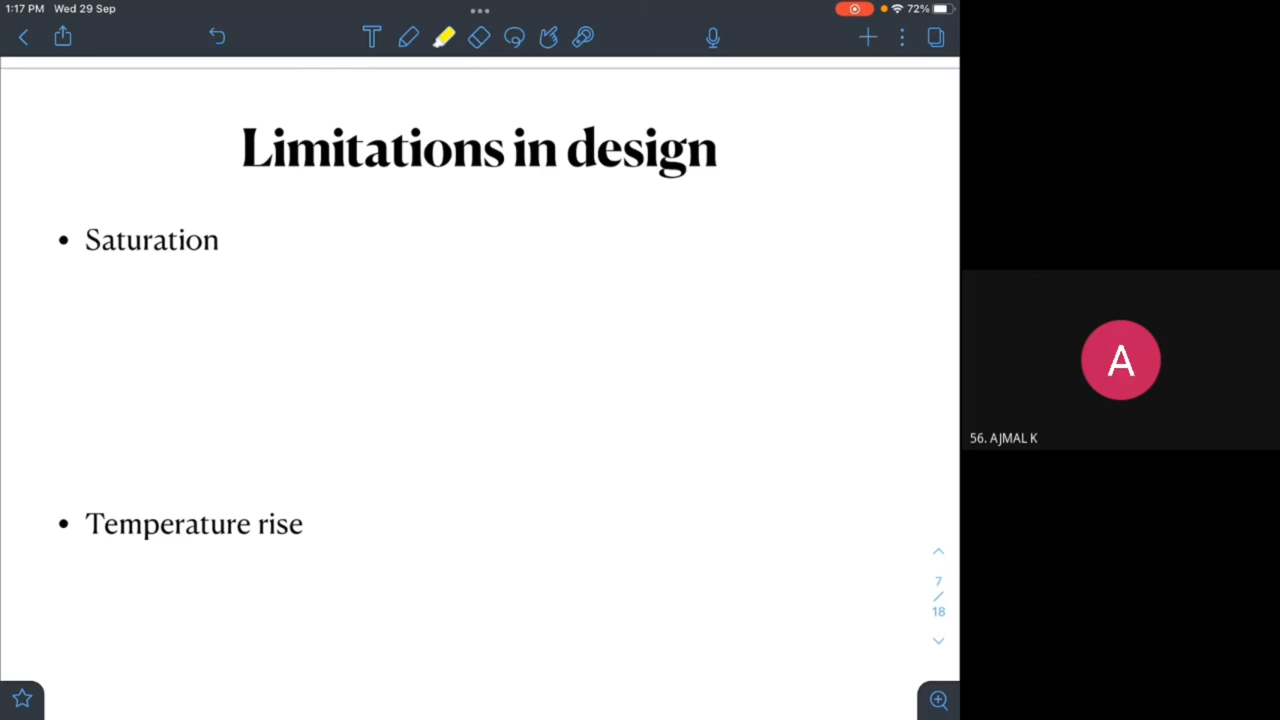 1:17 PM Wed 29 Sep
72%
T
Limitations in design
• Saturation
• Temperature rise
7
/
18
A
56. AJMAL K